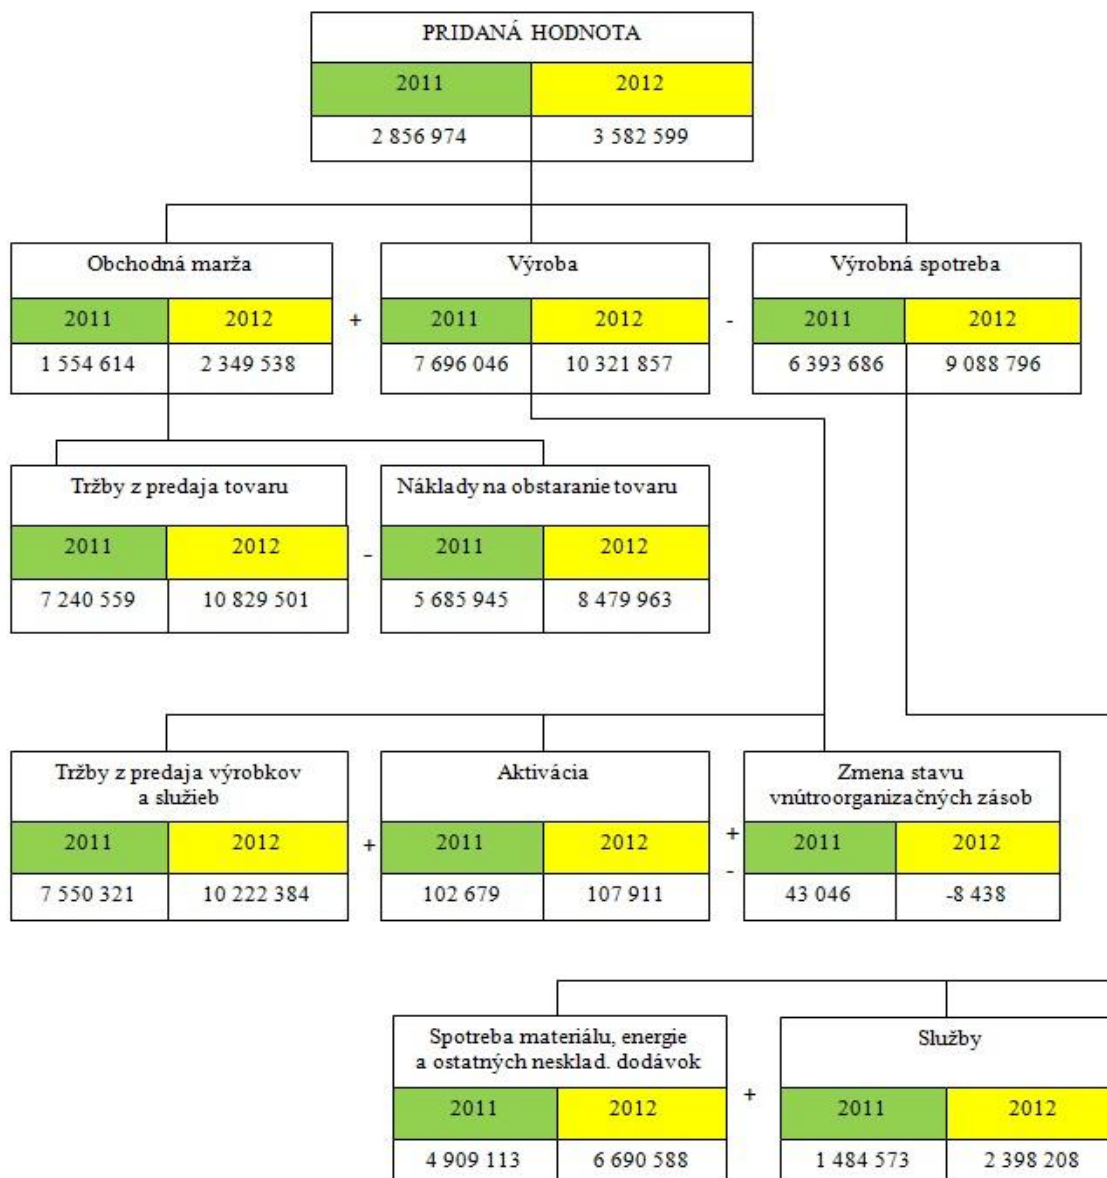 PRIDANÁ HODNOTA
2011 2012
2 856 974 3 582 599
Obchodná marža Výroba Výrobná spotreba
2011 2012 + 2011 2012 - 2011 2012
1 554 614 2 349 538 7 696 046 10 321 857 6 393 686 9 088 796
Tržby z predaja tovaru Náklady na obstaranie tovaru
2011 2012 - 2011 2012
7 240 559 10 829 501 5 685 945 8 479 963
Tržby z predaja výrobkov
a služieb
Aktivácia
Zmena stavu
vnútroorganizačných zásob
2011 2012 + 2011 2012 + - 2011 2012
7 550 321 10 222 384 102 679 107 911 43 046 -8 438
Spotreba materiálu, energie
a ostatných nesklad. dodávok
Služby
2011 2012 + 2011 2012
4 909 113 6 690 588 1 484 573 2 398 208